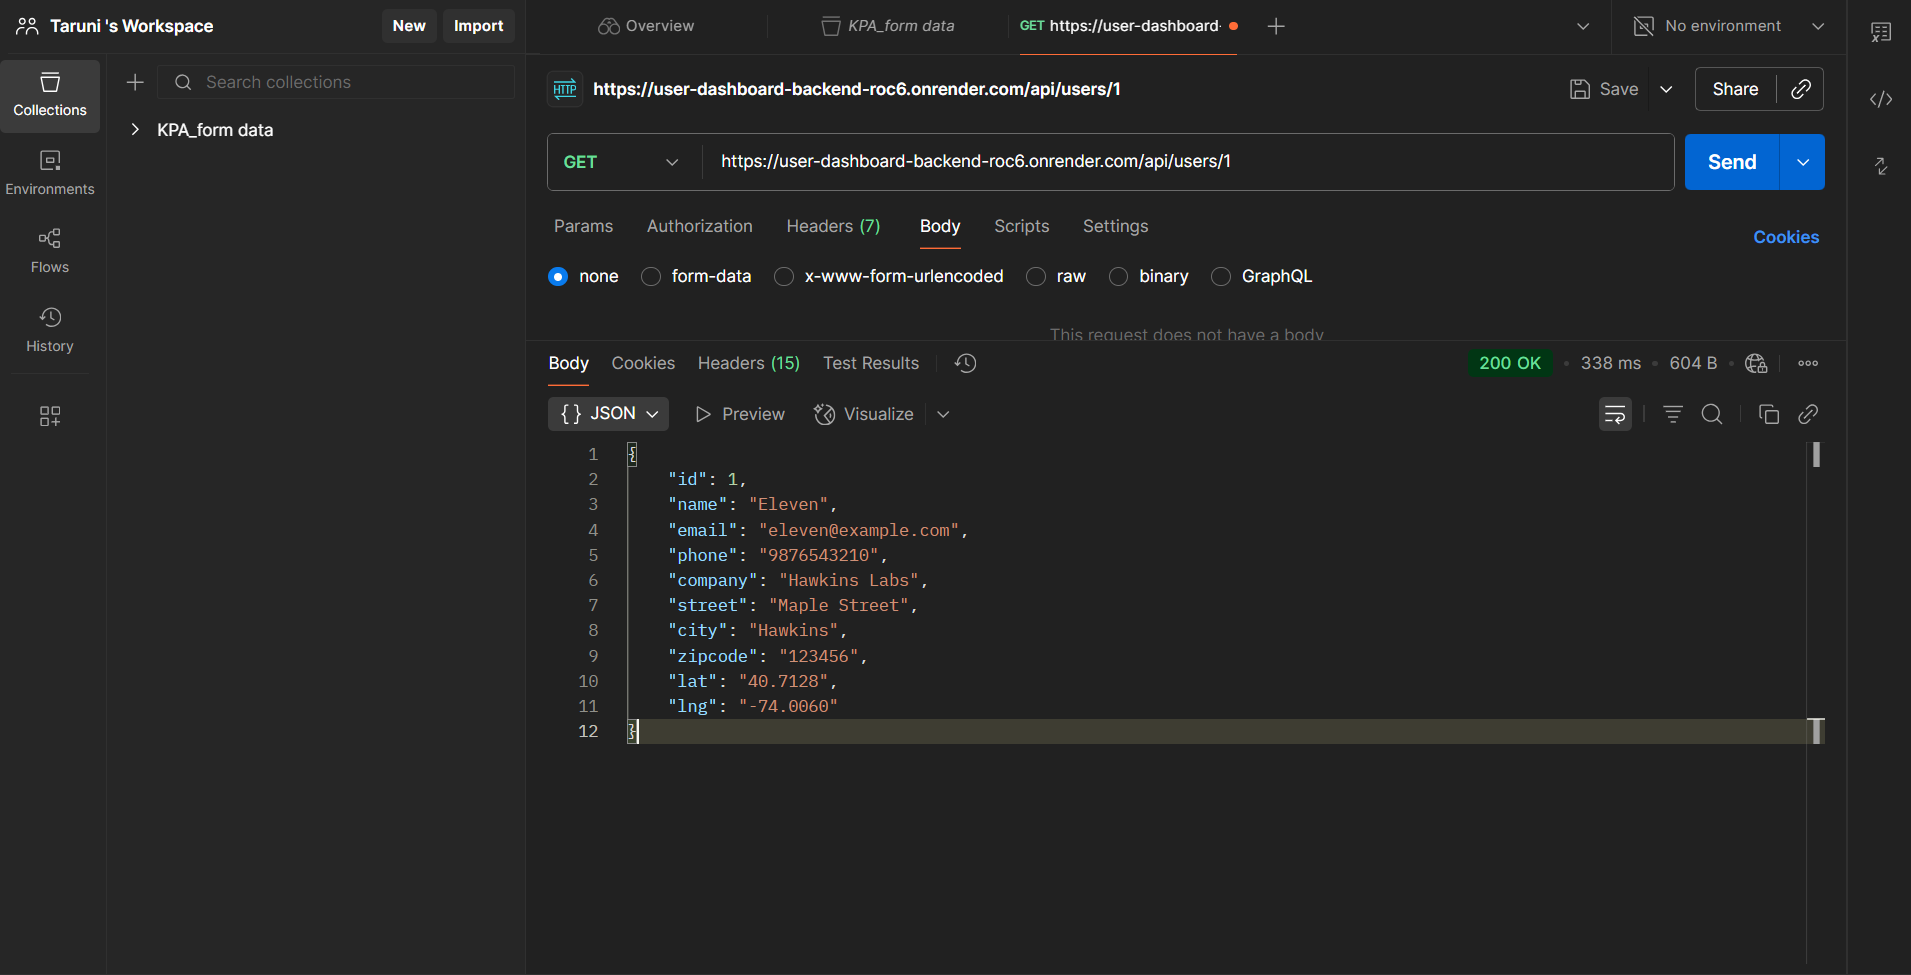 Taruni 's Workspace
New
Import
Overview
KPA_form data
GET https://user-dashboard-
No environment
Collections
Environments
Flows
History
Search collections
KPA_form data
HTTP
https://user-dashboard-backend-roc6.onrender.com/api/users/1
Save
Share
GET
https://user-dashboard-backend-roc6.onrender.com/api/users/1
Send
Params
Authorization
Headers (7)
Body
Scripts
Settings
Cookies
none
form-data
x-www-form-urlencoded
raw
binary
GraphQL
This request does not have a body
Body
Cookies
Headers (15)
Test Results
200 OK
338 ms
604 B
{} JSON
Preview
Visualize
1 {
2 "id": 1,
3 "name": "Eleven",
4 "email": "eleven@example.com",
5 "phone": "9876543210",
6 "company": "Hawkins Labs",
7 "street": "Maple Street",
8 "city": "Hawkins",
9 "zipcode": "123456",
10 "lat": "40.7128",
11 "lng": "-74.0060"
12 }